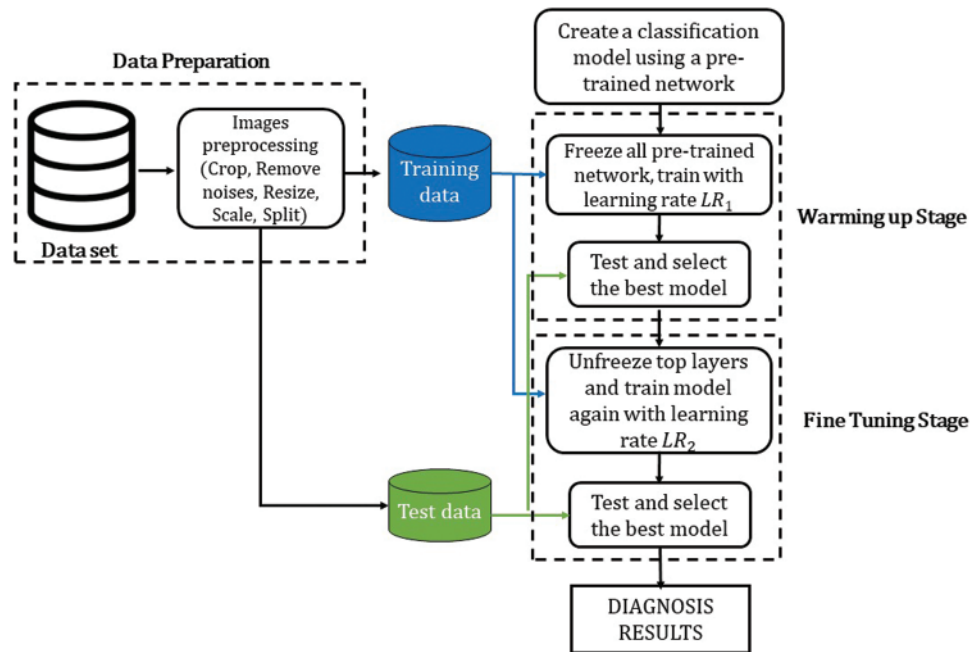 Data Preparation
Data set
Images
preprocessing
(Crop, Remove
noises, Resize,
Scale, Split)
Training
data
Test data
Create a classification
model using a pre-
trained network
Freeze all pre-trained
network, train with
learning rate LR₁
Test and select
the best model
Warming up Stage
Unfreeze top layers
and train model
again with learning
rate LR₂
Test and select
the best model
Fine Tuning Stage
DIAGNOSIS
RESULTS